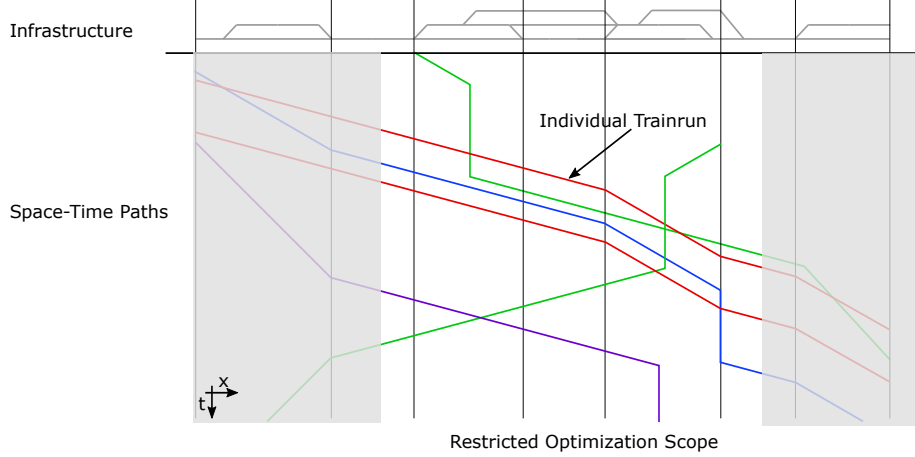 Infrastructure
Individual Trainrun
Space-Time Paths
x
t
Restricted Optimization Scope